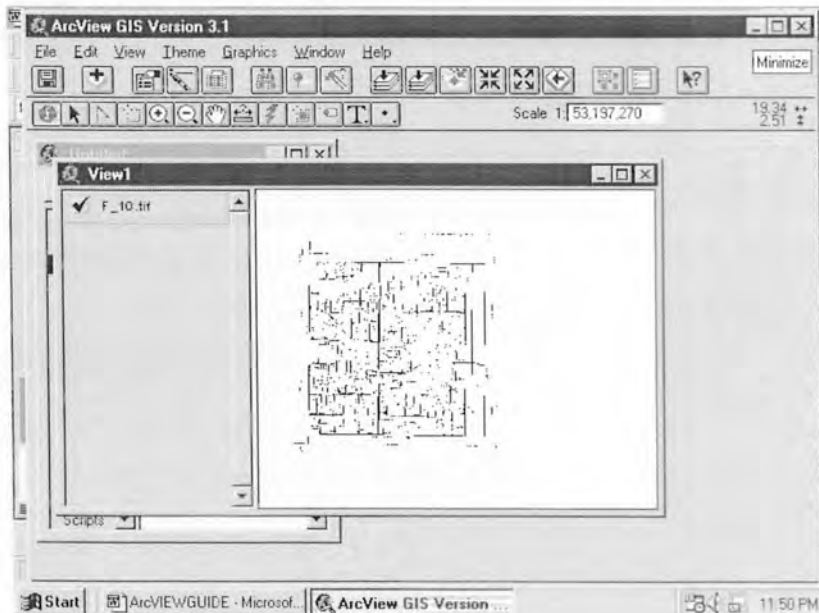 ArcView GIS Version 3.1
File Edit View Theme Graphics Window Help
Minimize
Scale 1: 53,197,270
19.34
2.51
View1
F_10.tif
Scripts
Start
ArcVIEWGUIDE - Microsof...
ArcView GIS Version ...
11:50 PM